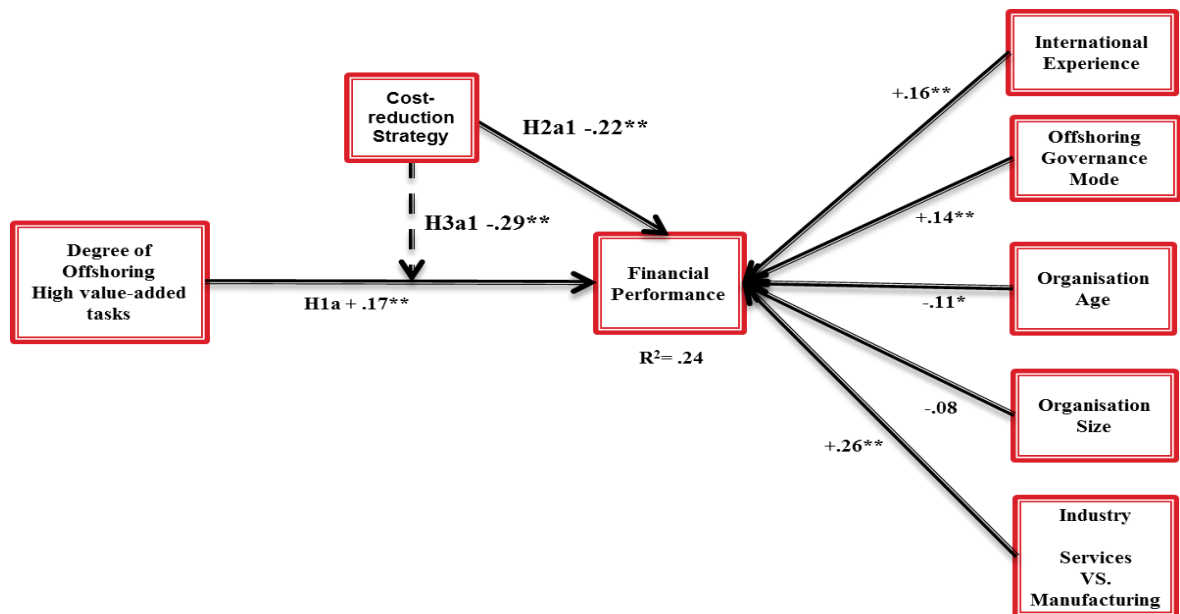 International
Experience
+.16**
Cost-
reduction
Strategy
H2a1 -.22**
Offshoring
Governance
Mode
+.14**
H3a1 -.29**
Degree of
Offshoring
High value-added
tasks
H1a + .17**
Financial
Performance
R²= .24
Organisation
Age
-.11*
Organisation
Size
-.08
+.26**
Industry
Services
VS.
Manufacturing